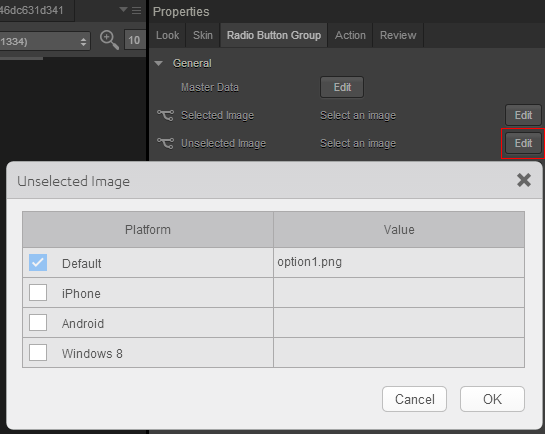 46dc631d341
1334)
10
Properties
Look Skin Radio Button Group Action Review
General
Master Data Edit
Selected Image Select an image Edit
Unselected Image Select an image Edit
Unselected Image
Platform Value
Default option1.png
iPhone
Android
Windows 8
Cancel OK